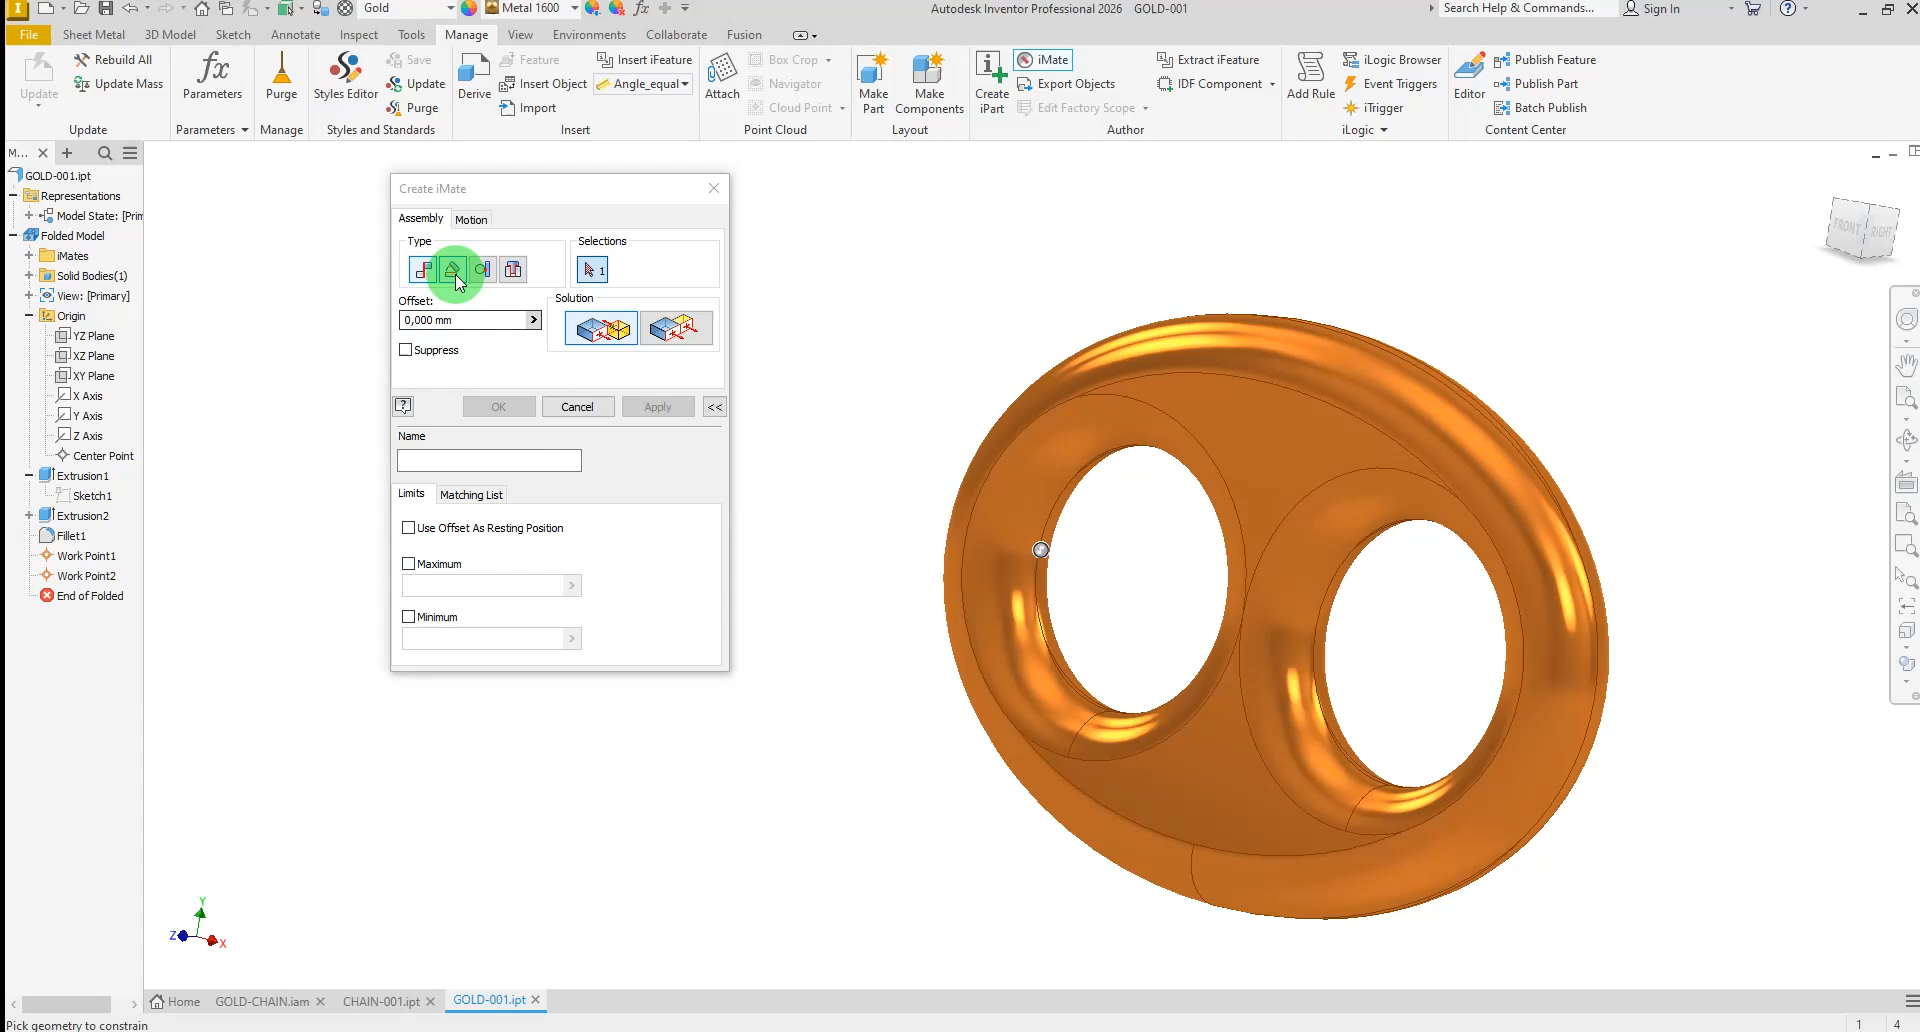 Gold
Metal 1600
Autodesk Inventor Professional 2026 GOLD-001
Search Help & Commands...
Sign In
File
Sheet Metal
3D Model
Sketch
Annotate
Inspect
Tools
Manage
View
Environments
Collaborate
Fusion
Update
Rebuild All
Update Mass
Update
fx
Parameters
Parameters
Purge
Manage
Styles Editor
Save
Update
Purge
Styles and Standards
Derive
Feature
Insert Object
Import
Insert iFeature
Angle_equal
Insert
Attach
Box Crop
Navigator
Cloud Point
Point Cloud
Make
Part
Make
Components
Layout
Create
iPart
iMate
Export Objects
Edit Factory Scope
Extract iFeature
IDF Component
Author
Add Rule
iLogic Browser
Event Triggers
iTrigger
iLogic
Editor
Publish Feature
Publish Part
Batch Publish
Content Center
M...
GOLD-001.ipt
Representations
Model State: [Prim
Folded Model
iMates
Solid Bodies(1)
View: [Primary]
Origin
YZ Plane
XZ Plane
XY Plane
X Axis
Y Axis
Z Axis
Center Point
Extrusion1
Sketch1
Extrusion2
Fillet1
Work Point1
Work Point2
End of Folded
Create iMate
Assembly
Motion
Type
Selections
1
Offset:
0,000 mm
Solution
Suppress
OK
Cancel
Apply
<<
Name
Limits
Matching List
Use Offset As Resting Position
Maximum
Minimum
FRONT
RIGHT
Y
Z
X
Home
GOLD-CHAIN.iam
CHAIN-001.ipt
GOLD-001.ipt
Pick geometry to constrain
1
4